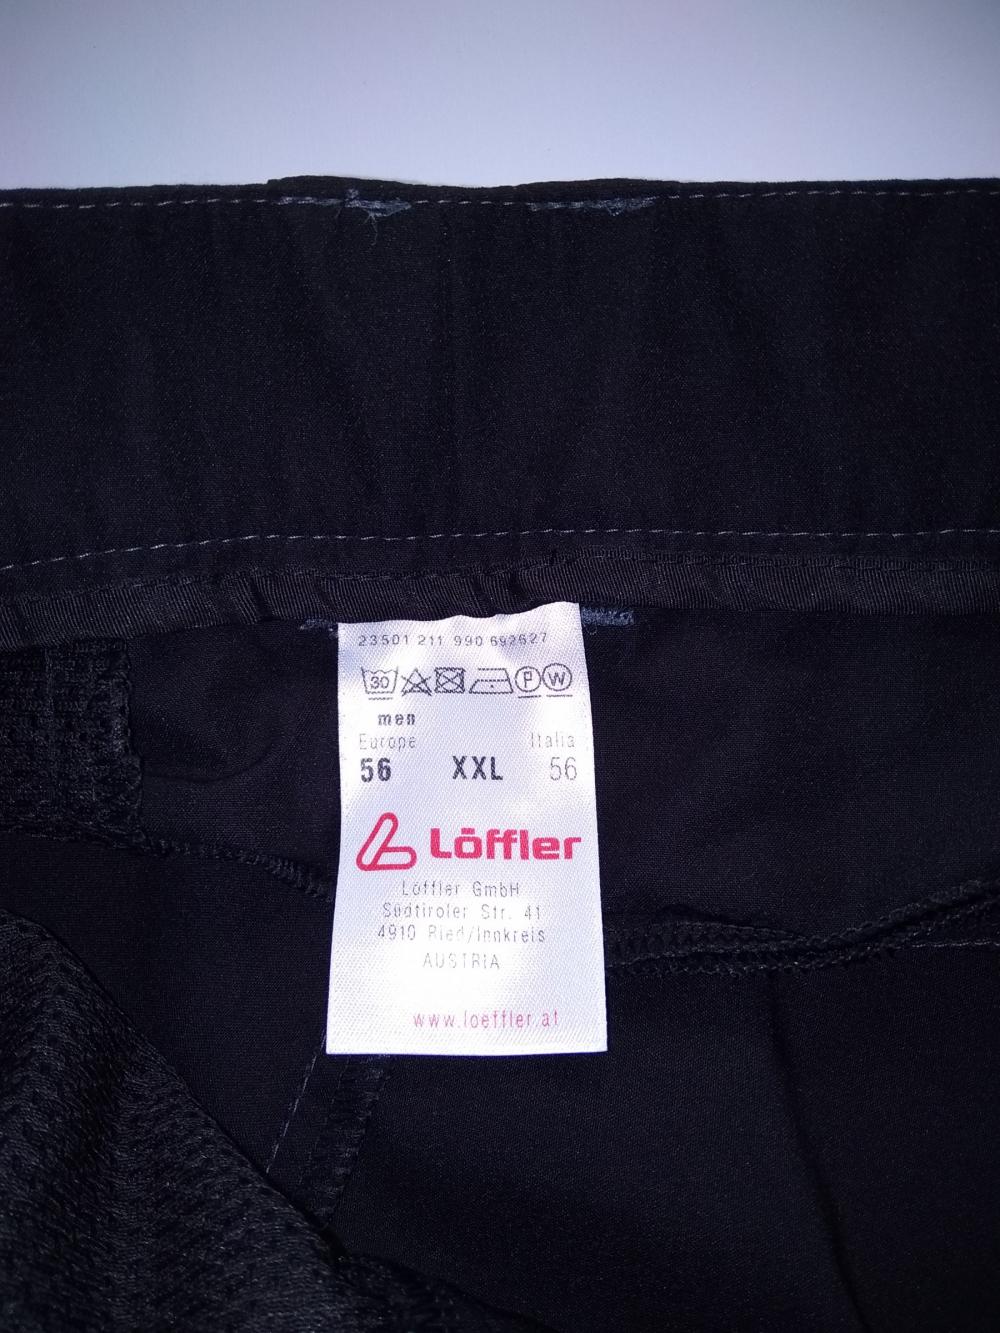 23501 211 990 692627
30 P W
men
Europe Italia
56 XXL 56
Löffler
Löffler GmbH
Südtiroler Str. 41
4910 Ried/Innkreis
AUSTRIA
www.loeffler.at